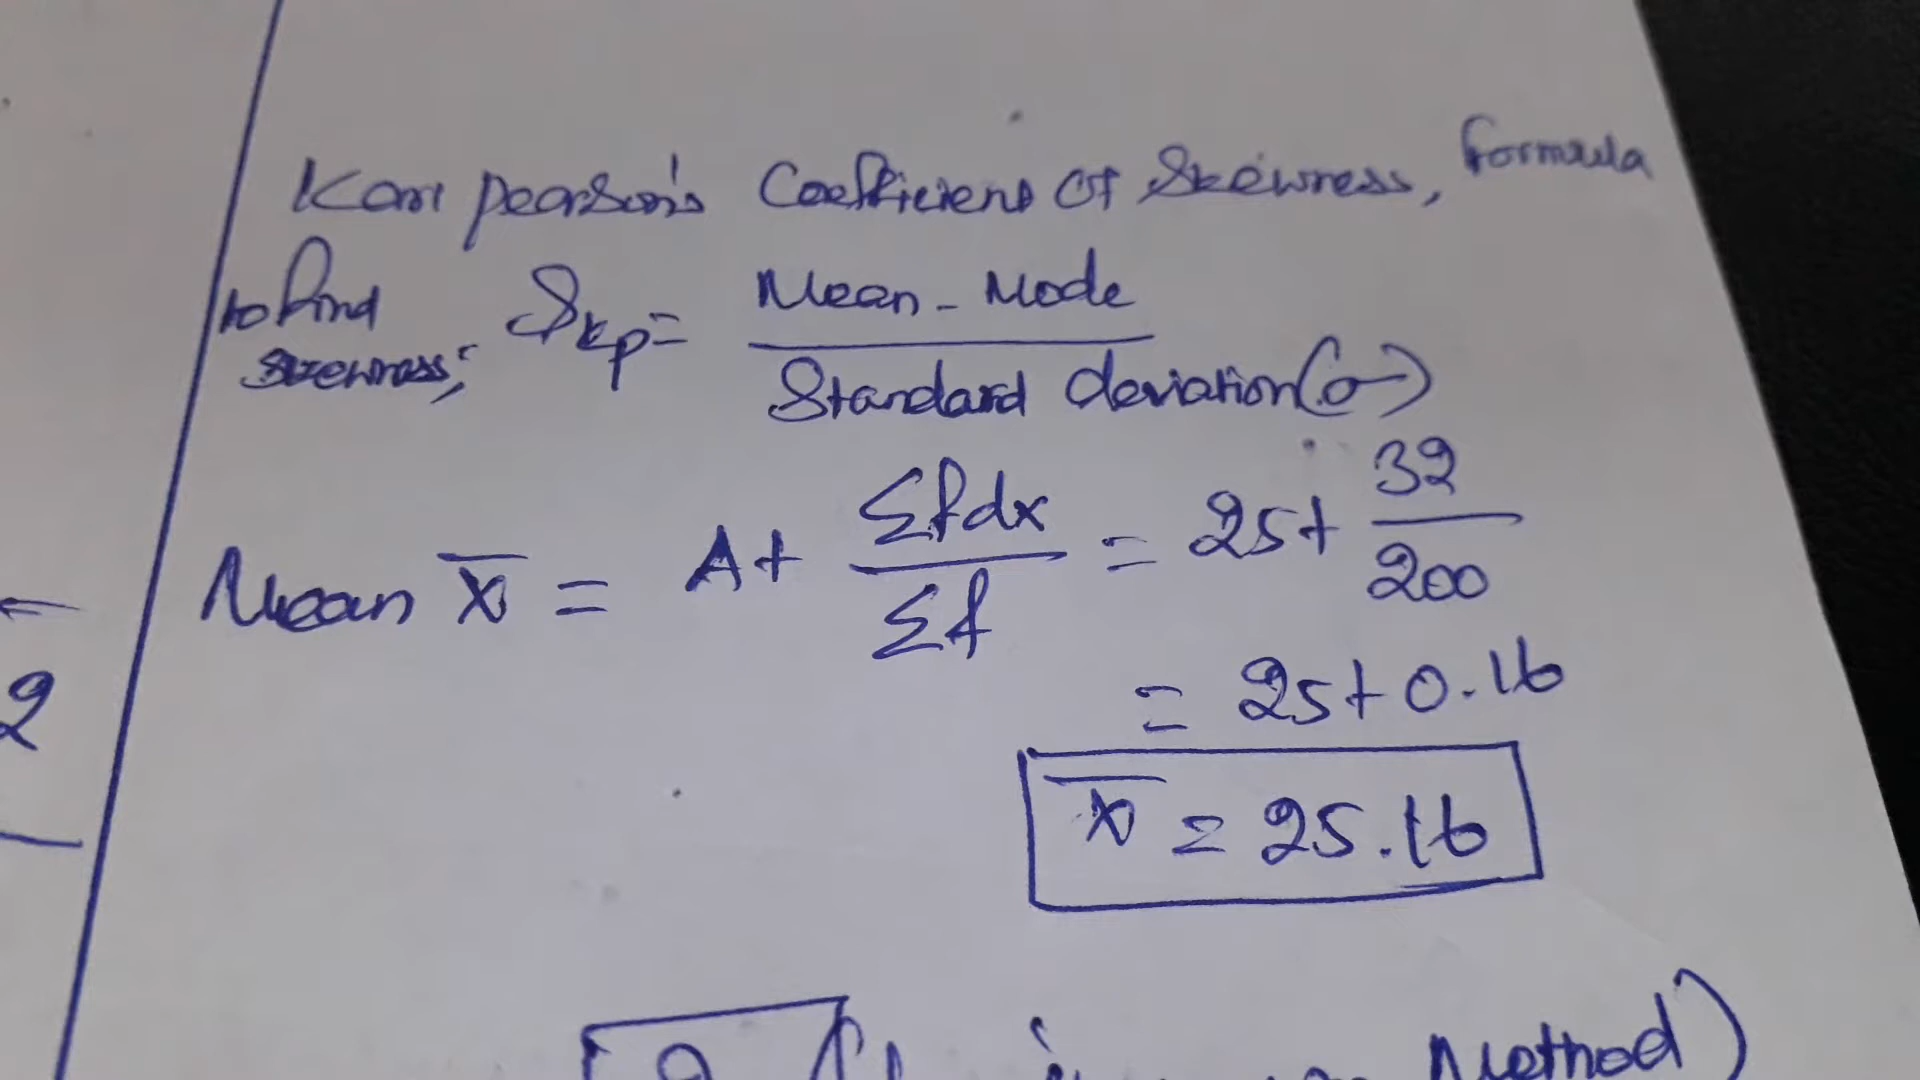 Karl pearson's Coefficient of Skewness, formula
to find skewness; Skp = Mean - Mode / Standard deviation (σ)
Mean x̄ = A + Σfdx / Σf = 25 + 32 / 200
= 25 + 0.16
x̄ = 25.16
2
Method)